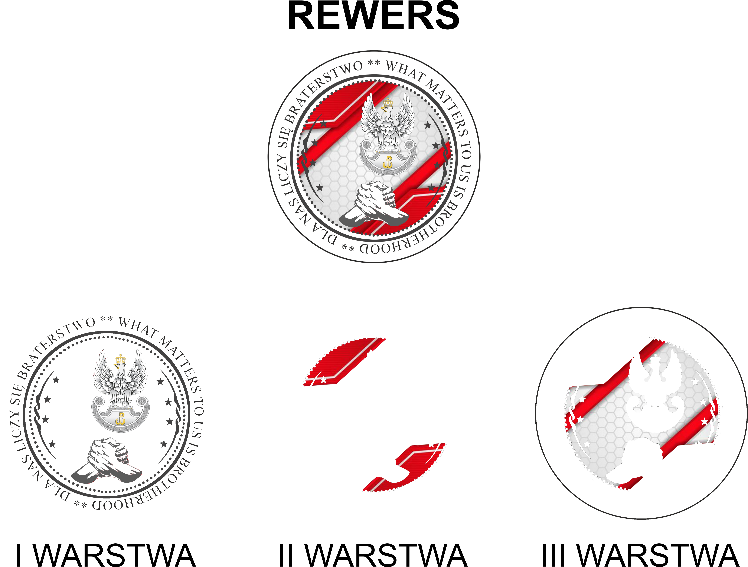 REWERS
DLA NAS LICZY SIĘ BRATERSTWO ** WHAT MATTERS TO US IS BROTHERHOOD **
DLA NAS LICZY SIĘ BRATERSTWO ** WHAT MATTERS TO US IS BROTHERHOOD **
I WARSTWA
II WARSTWA
III WARSTWA